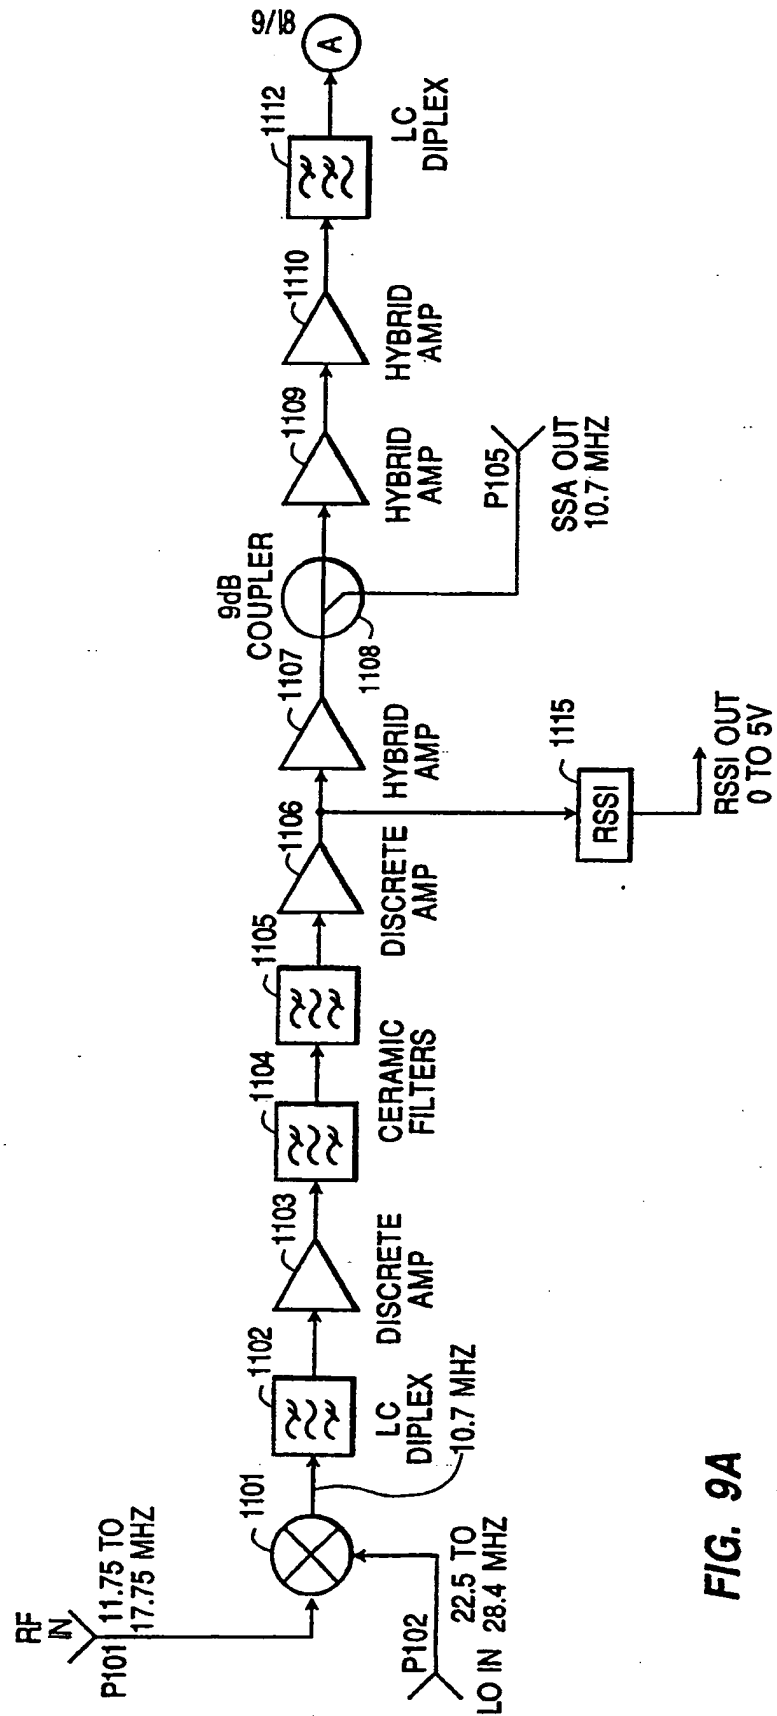 RF
IN
P101
11.75 TO
17.75 MHZ
1101
P102
22.5 TO
LO IN 28.4 MHZ
10.7 MHZ
1102
LC
DIPLEX
1103
DISCRETE
AMP
1104
1105
CERAMIC
FILTERS
1106
DISCRETE
AMP
1107
HYBRID
AMP
1115
RSSI
RSSI OUT
0 TO 5V
9dB
COUPLER
1108
P105
SSA OUT
10.7 MHZ
1109
HYBRID
AMP
1110
HYBRID
AMP
1112
LC
DIPLEX
A
9/18
FIG. 9A